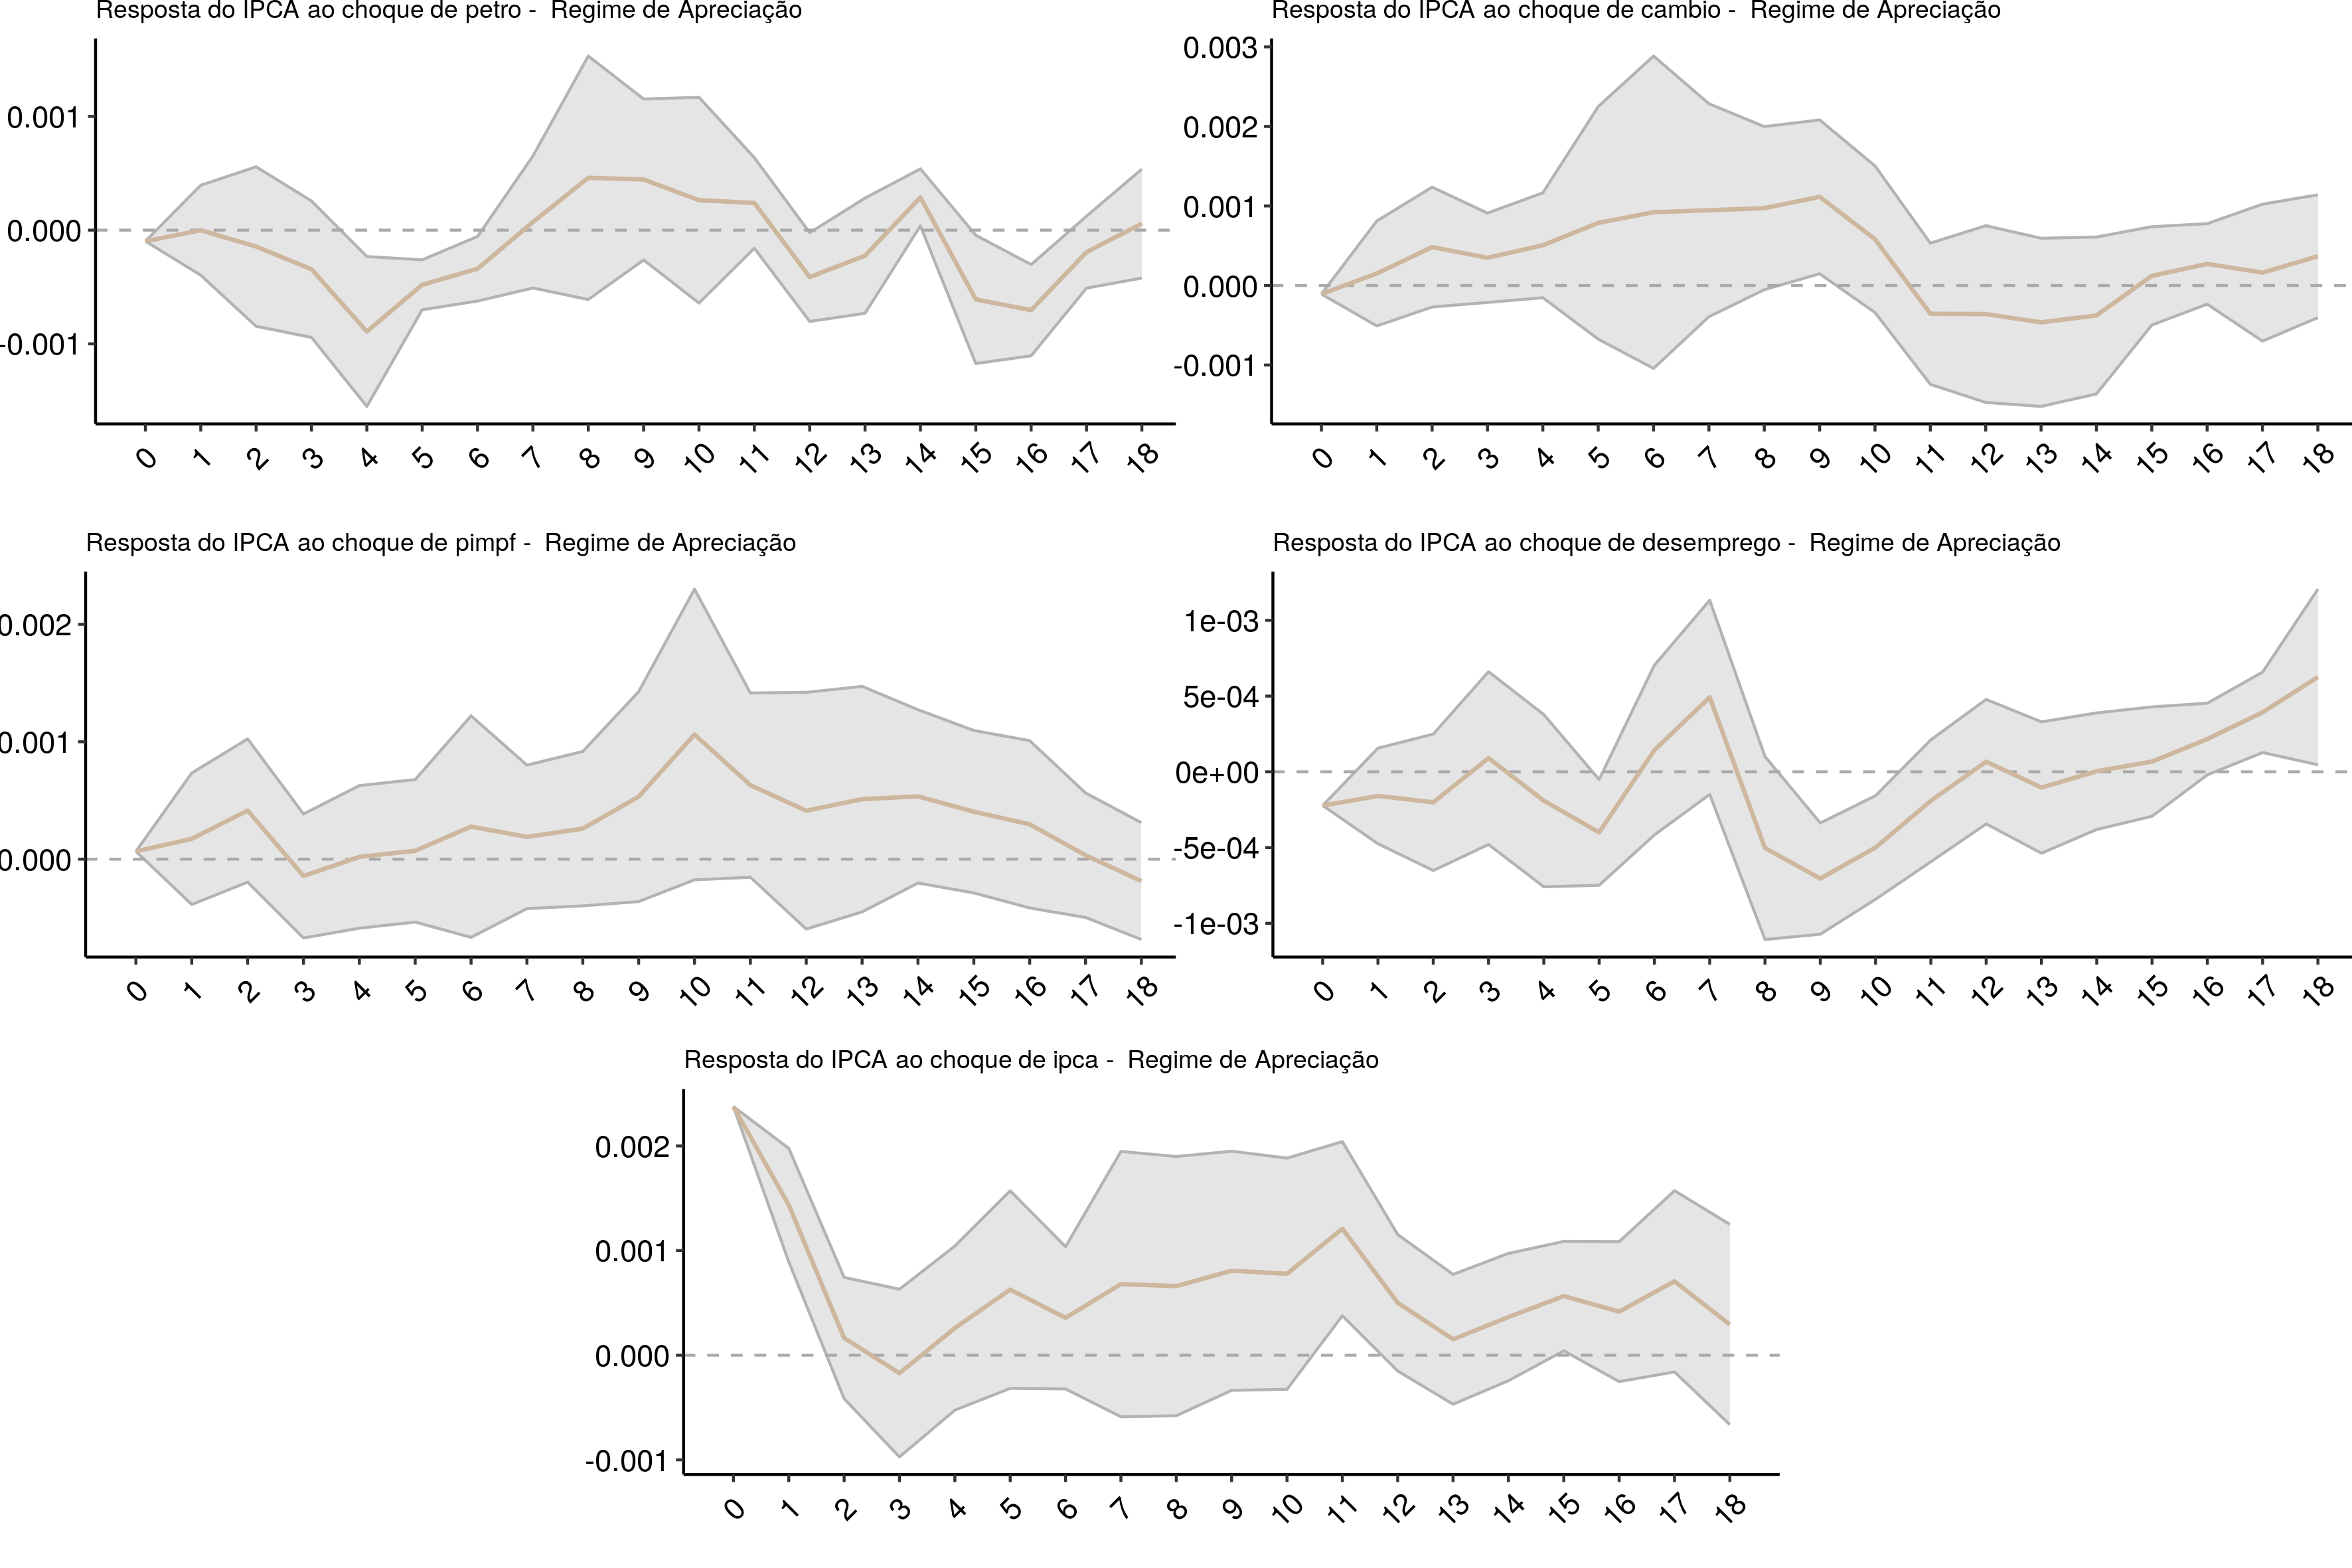 Resposta do IPCA ao choque de petro - Regime de Apreciação
0.001
0.000
-0.001
0 1 2 3 4 5 6 7 8 9 10 11 12 13 14 15 16 17 18
Resposta do IPCA ao choque de cambio - Regime de Apreciação
0.003
0.002
0.001
0.000
-0.001
0 1 2 3 4 5 6 7 8 9 10 11 12 13 14 15 16 17 18
Resposta do IPCA ao choque de pimpf - Regime de Apreciação
0.002
0.001
0.000
0 1 2 3 4 5 6 7 8 9 10 11 12 13 14 15 16 17 18
Resposta do IPCA ao choque de desemprego - Regime de Apreciação
1e-03
5e-04
0e+00
-5e-04
-1e-03
0 1 2 3 4 5 6 7 8 9 10 11 12 13 14 15 16 17 18
Resposta do IPCA ao choque de ipca - Regime de Apreciação
0.002
0.001
0.000
-0.001
0 1 2 3 4 5 6 7 8 9 10 11 12 13 14 15 16 17 18